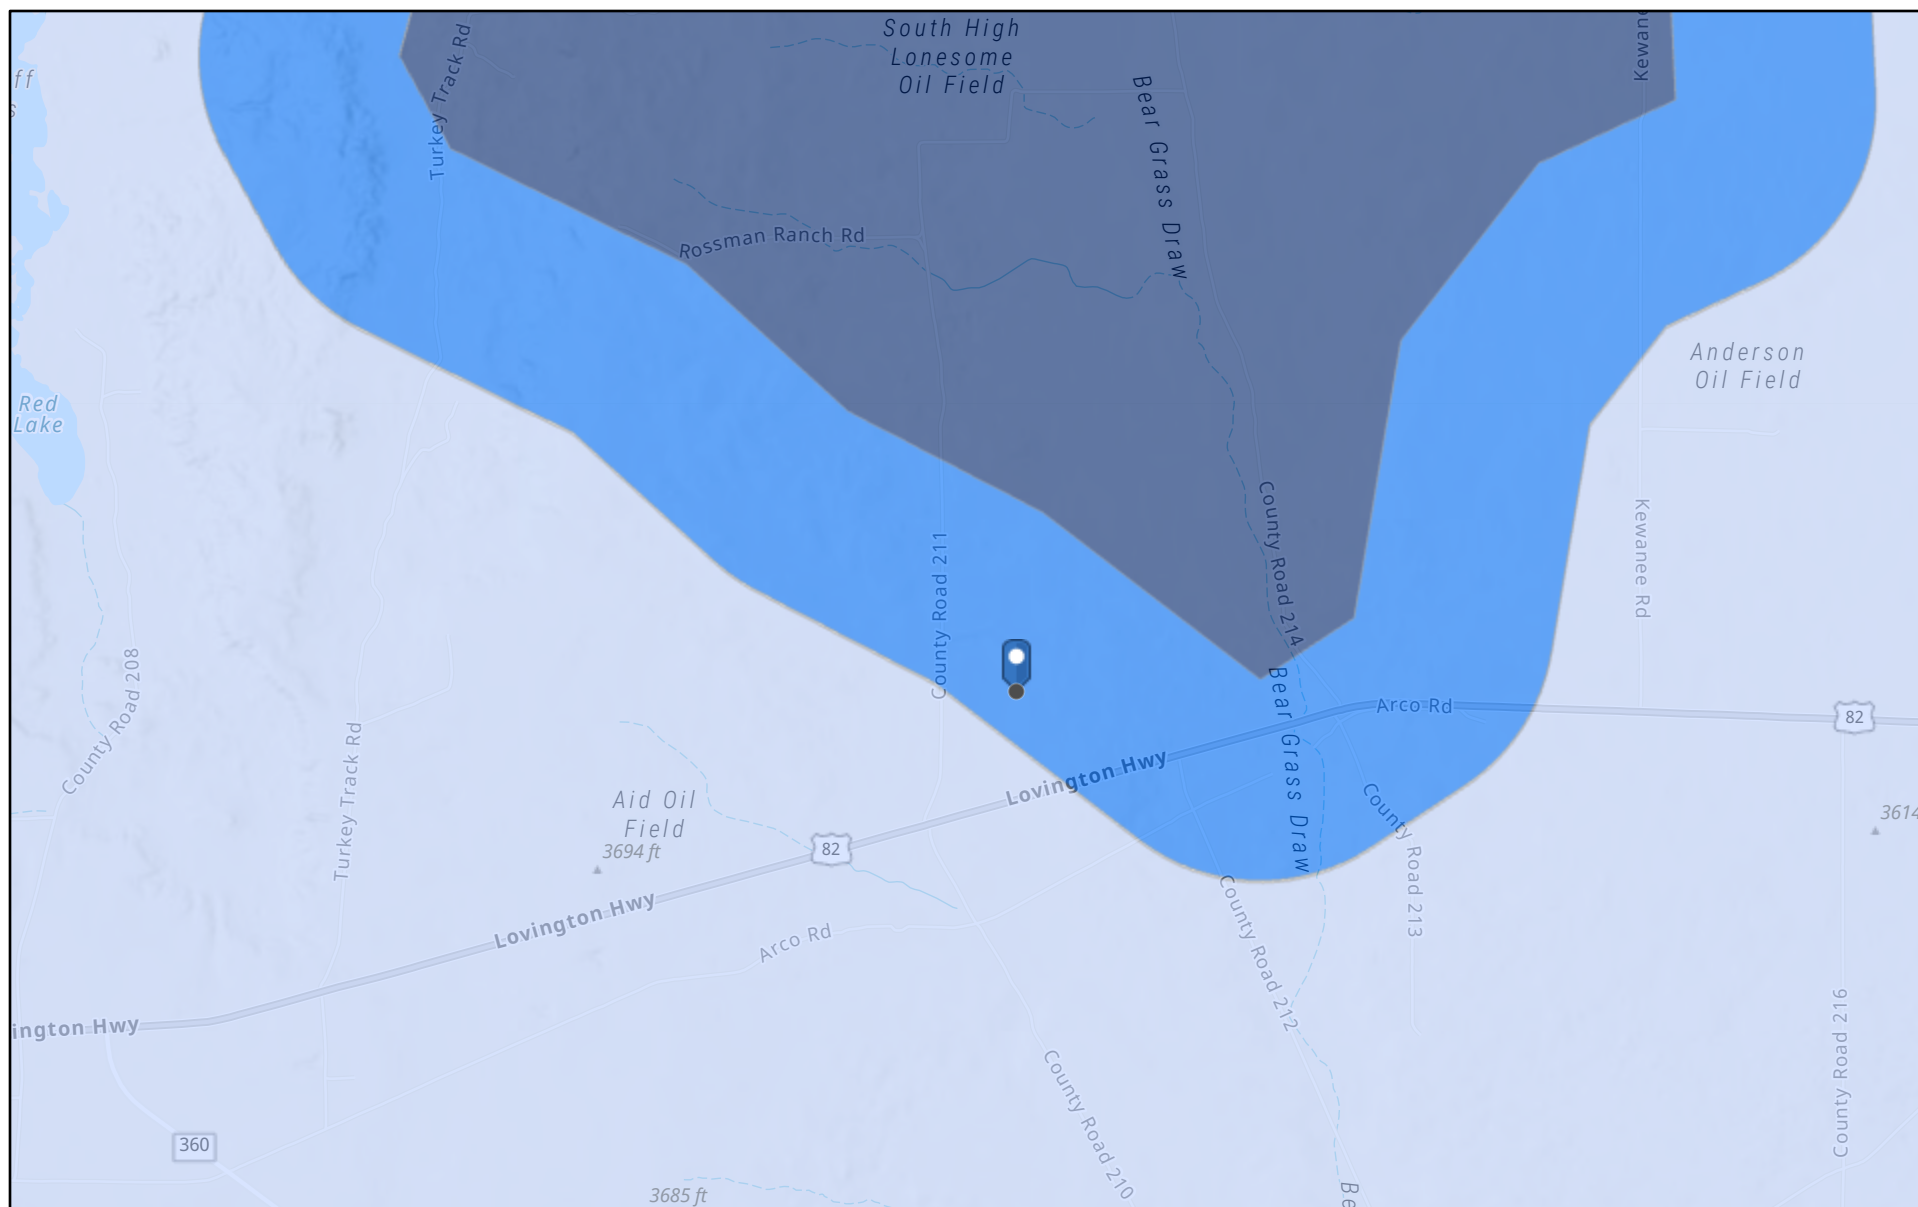 South High
Lonesome
Oil Field
Turkey Track Rd
Bear Grass Draw
Rossman Ranch Rd
Anderson
Oil Field
Red
Lake
County Road 214
Kewanee Rd
County Road 211
County Road 208
Turkey Track Rd
Bear Grass Draw
Arco Rd
82
Lovington Hwy
Aid Oil
Field
3694 ft
82
County Road 213
3614
Lovington Hwy
Arco Rd
County Road 212
ington Hwy
County Road 216
County Road 210
360
3685 ft
Be